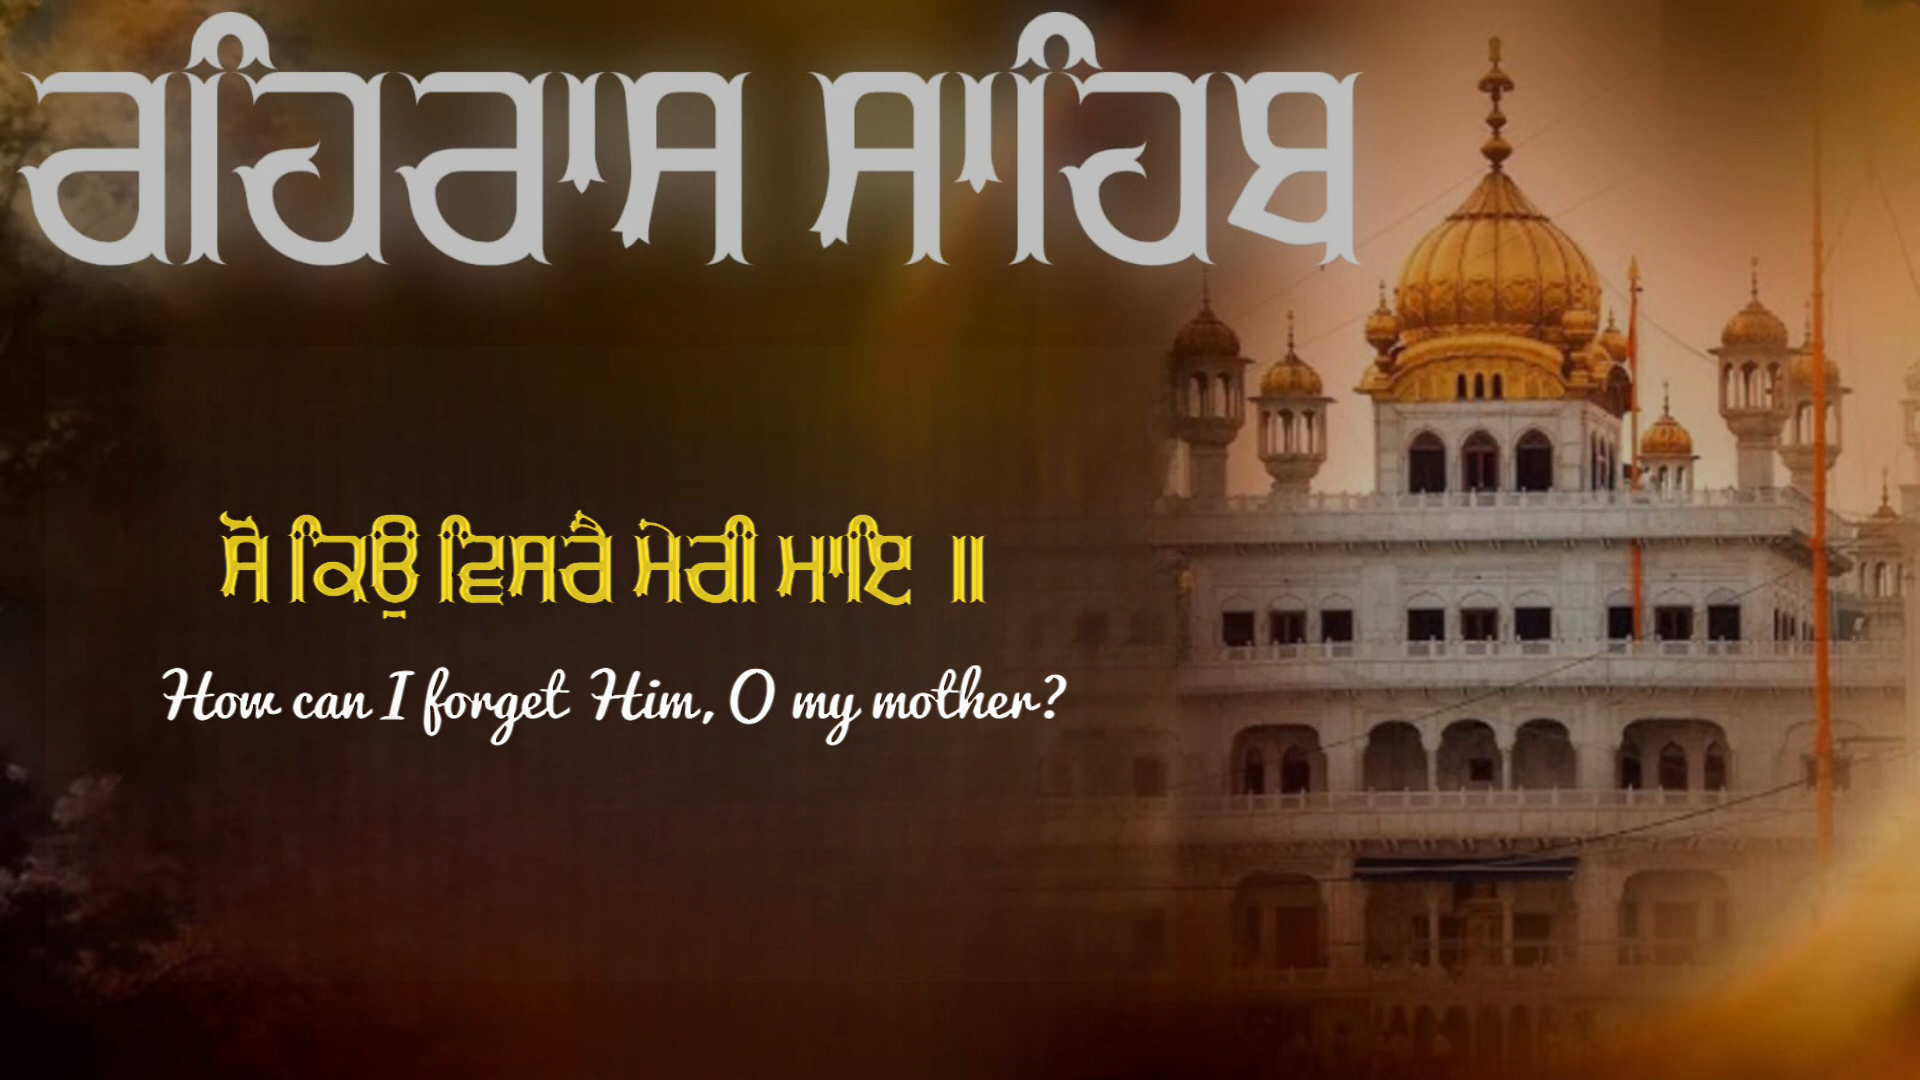 ਰਹਿਰਾਸ ਸਾਹਿਬ
ਸੋ ਕਿਉ ਵਿਸਰੈ ਮੇਰੀ ਮਾਇ ॥
How can I forget Him, O my mother?